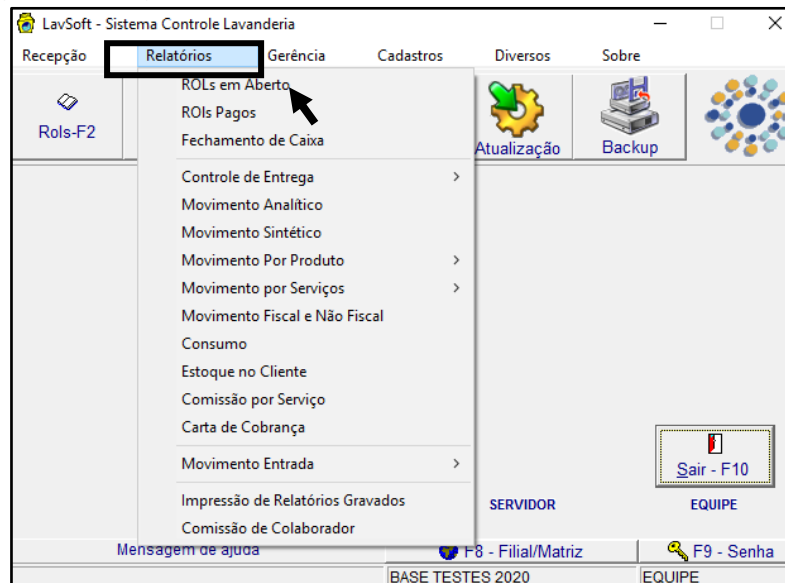 LavSoft - Sistema Controle Lavanderia
Recepção Relatórios Gerência Cadastros Diversos Sobre
Rols-F2
Atualização
Backup
ROLs em Aberto
ROls Pagos
Fechamento de Caixa
Controle de Entrega
Movimento Analítico
Movimento Sintético
Movimento Por Produto
Movimento por Serviços
Movimento Fiscal e Não Fiscal
Consumo
Estoque no Cliente
Comissão por Serviço
Carta de Cobrança
Movimento Entrada
Impressão de Relatórios Gravados
Comissão de Colaborador
Sair - F10
SERVIDOR EQUIPE
Mensagem de ajuda F8 - Filial/Matriz F9 - Senha
BASE TESTES 2020 EQUIPE